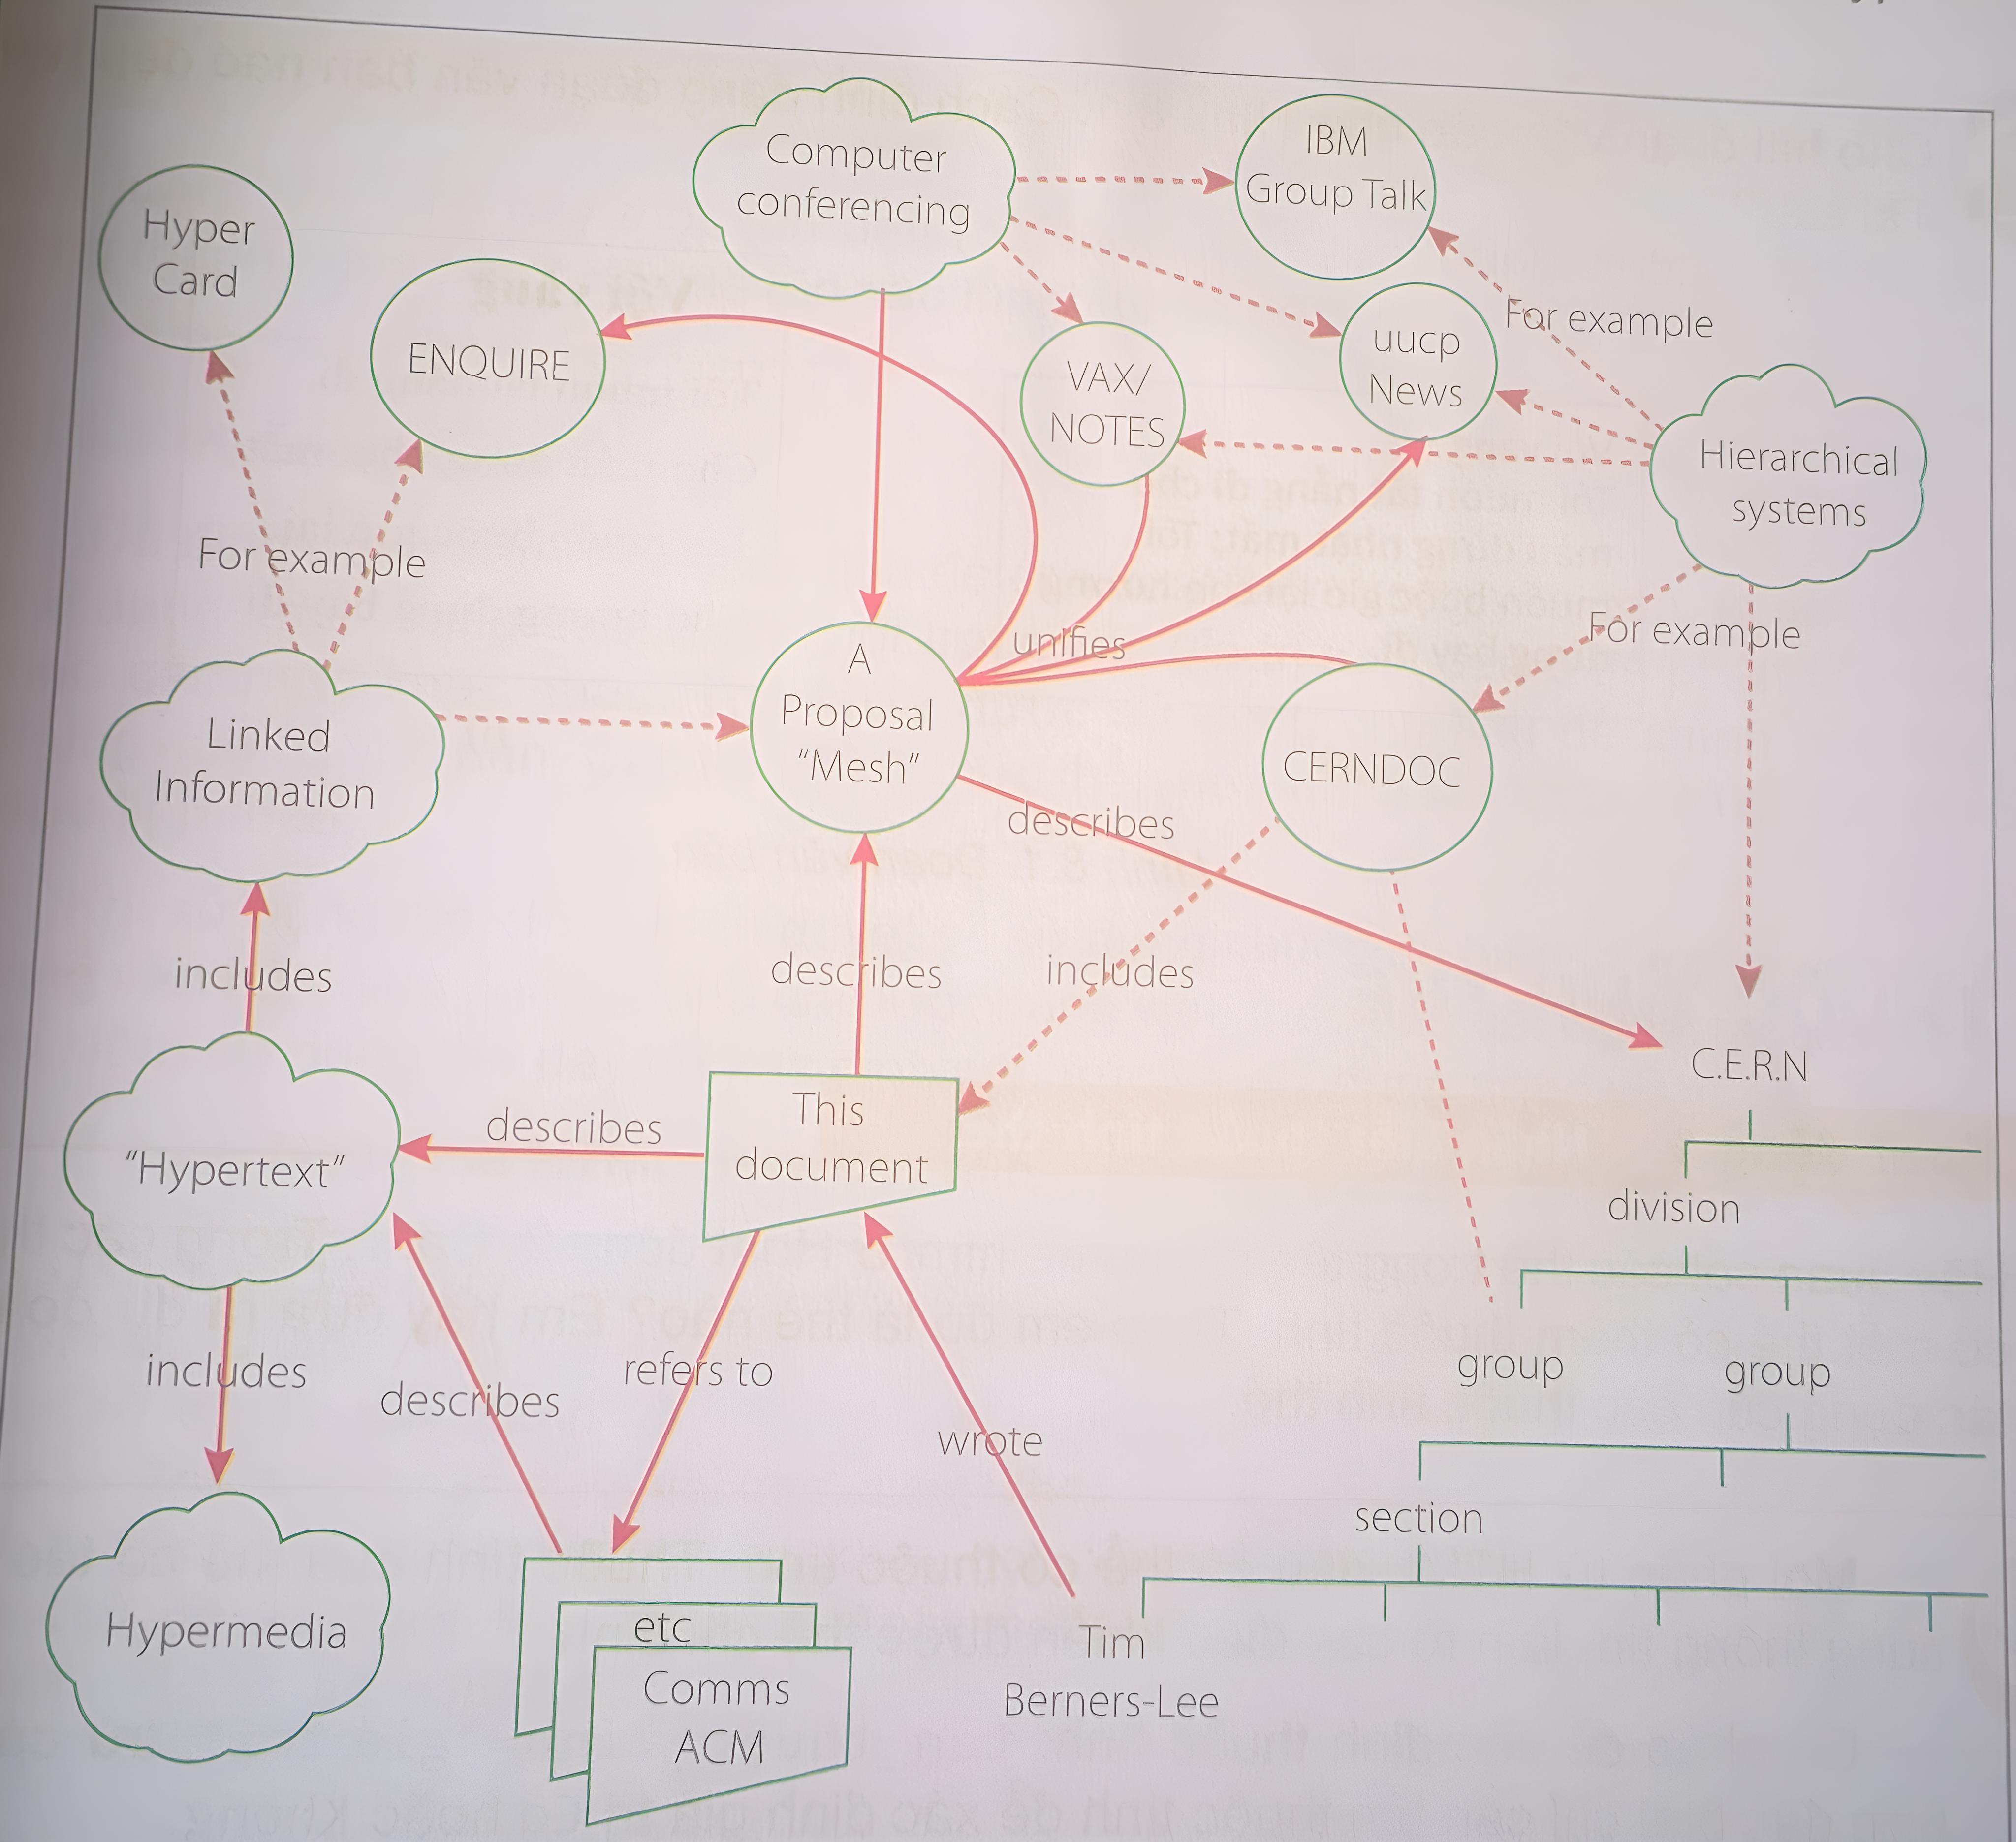 Computer
conferencing
IBM
Group Talk
Hyper
Card
ENQUIRE
VAX/
NOTES
uucp
News
For example
Hierarchical
systems
For example
For example
unifies
A
Proposal
"Mesh"
Linked
Information
CERNDOC
describes
includes
describes
includes
C.E.R.N
describes
This
document
"Hypertext"
division
includes
describes
refers to
wrote
group
group
section
Hypermedia
etc
Comms
ACM
Tim
Berners-Lee